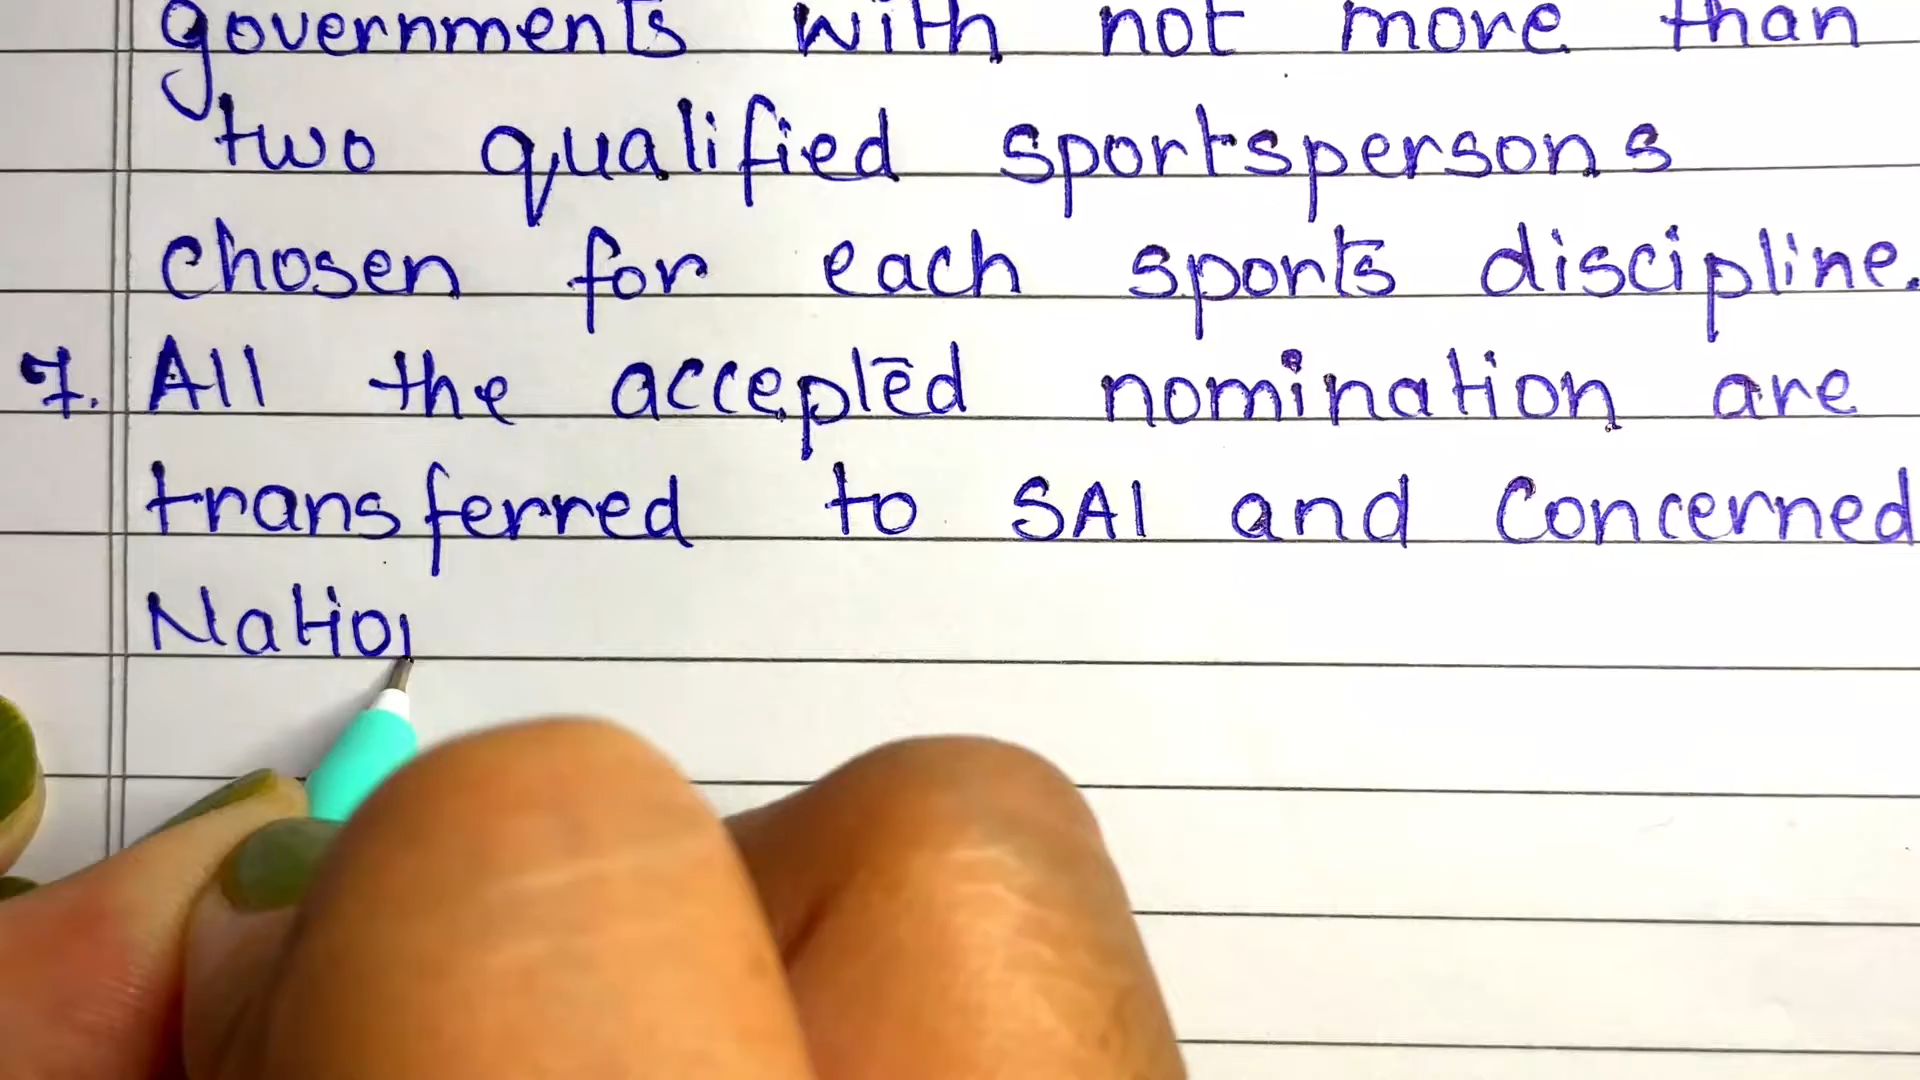 governments with not more than
two qualified sportspersons
chosen for each sports discipline.
7. All the accepted nomination are
transferred to SAI and Concerned
Natio